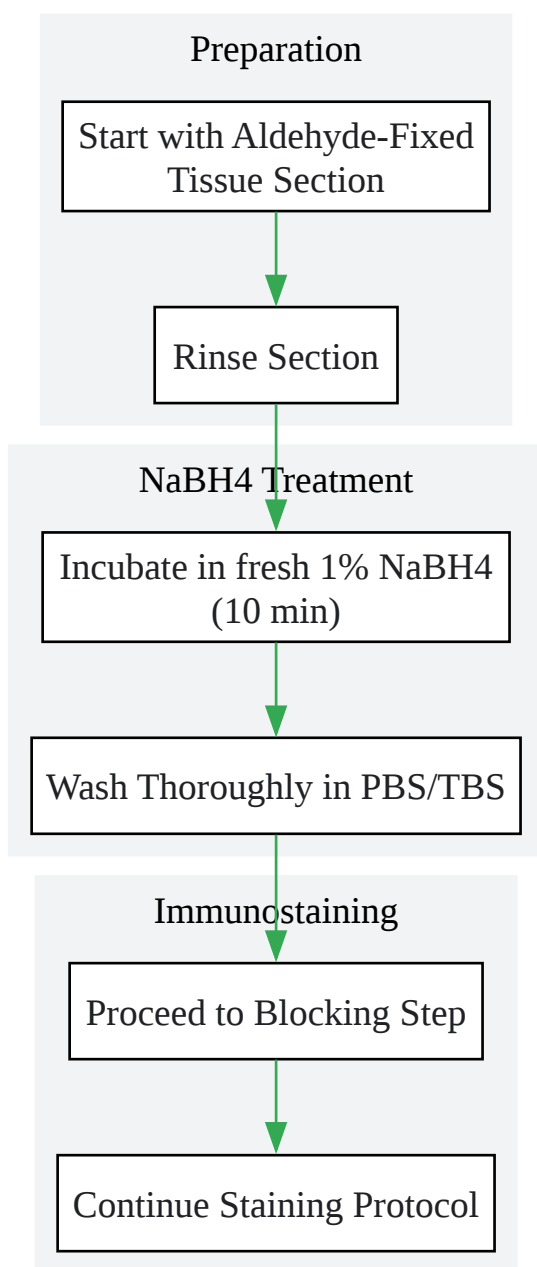 Preparation
Start with Aldehyde-Fixed
Tissue Section
Rinse Section
NaBH4 Treatment
Incubate in fresh 1% NaBH4
(10 min)
Wash Thoroughly in PBS/TBS
Immunostaining
Proceed to Blocking Step
Continue Staining Protocol